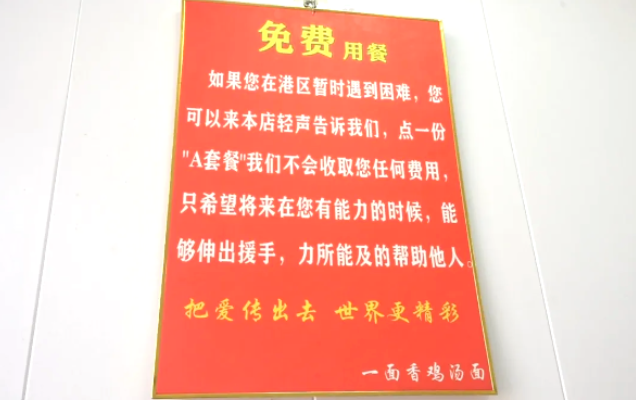 免费用餐
如果您在港区暂时遇到困难，您
可以来本店轻声告诉我们，点一份
"A套餐"我们不会收取您任何费用，
只希望将来在您有能力的时候，能
够伸出援手，力所能及的帮助他人。
把爱传出去 世界更精彩
一面香鸡汤面